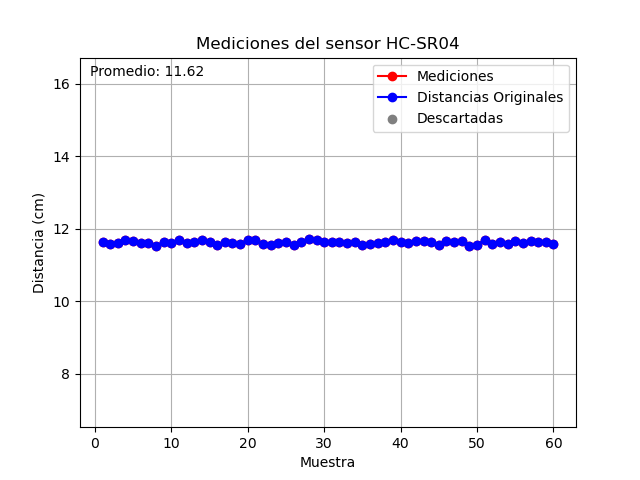 Mediciones del sensor HC-SR04
Promedio: 11.62
Mediciones
Distancias Originales
Descartadas
16
14
12
10
8
Distancia (cm)
0 10 20 30 40 50 60
Muestra